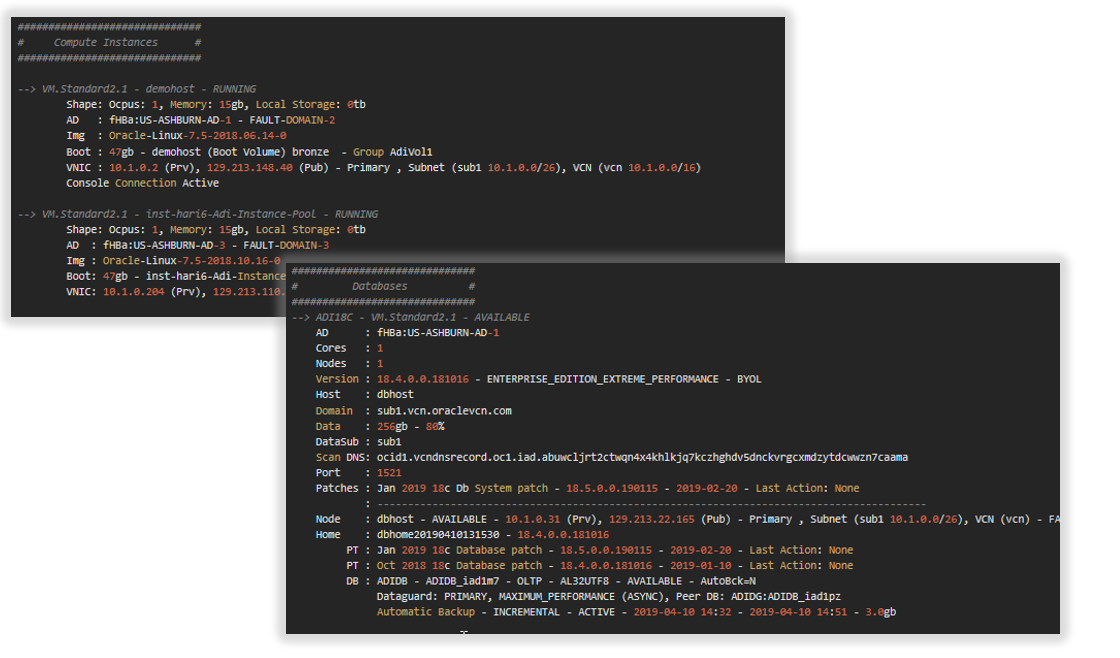 ##############################
#     Compute Instances      #
##############################
--> VM.Standard2.1 - demohost - RUNNING
Shape: Ocpus: 1, Memory: 15gb, Local Storage: 0tb
AD   : fHBa:US-ASHBURN-AD-1 - FAULT-DOMAIN-2
Img  : Oracle-Linux-7.5-2018.06.14-0
Boot : 47gb - demohost (Boot Volume) bronze  - Group AdiVol1
VNIC : 10.1.0.2 (Prv), 129.213.148.40 (Pub) - Primary , Subnet (sub1 10.1.0.0/26), VCN (vcn 10.1.0.0/16)
Console Connection Active
--> VM.Standard2.1 - inst-hari6-Adi-Instance-Pool - RUNNING
Shape: Ocpus: 1, Memory: 15gb, Local Storage: 0tb
AD  : fHBa:US-ASHBURN-AD-3 - FAULT-DOMAIN-3
Img : Oracle-Linux-7.5-2018.10.16-0
Boot: 47gb - inst-hari6-Adi-Instance
VNIC: 10.1.0.204 (Prv), 129.213.110.
##############################
#         Databases          #
##############################
--> ADI18C - VM.Standard2.1 - AVAILABLE
AD      : fHBa:US-ASHBURN-AD-1
Cores   : 1
Nodes   : 1
Version : 18.4.0.0.181016 - ENTERPRISE_EDITION_EXTREME_PERFORMANCE - BYOL
Host    : dbhost
Domain  : sub1.vcn.oraclevcn.com
Data    : 256gb - 80%
DataSub : sub1
Scan DNS: ocid1.vcndnsrecord.oc1.iad.abuwcljrt2ctwqn4x4khlkjq7kczhghdv5dnckvrgcxmdzytdcwwzn7caama
Port    : 1521
Patches : Jan 2019 18c Db System patch - 18.5.0.0.190115 - 2019-02-20 - Last Action: None
: ------------------------------------------------------------------------------------------
Node    : dbhost - AVAILABLE - 10.1.0.31 (Prv), 129.213.22.165 (Pub) - Primary , Subnet (sub1 10.1.0.0/26), VCN (vcn) - FA
Home    : dbhome20190410131530 - 18.4.0.0.181016
PT : Jan 2019 18c Database patch - 18.5.0.0.190115 - 2019-02-20 - Last Action: None
PT : Oct 2018 18c Database patch - 18.4.0.0.181016 - 2019-01-10 - Last Action: None
DB : ADIDB - ADIDB_iad1m7 - OLTP - AL32UTF8 - AVAILABLE - AutoBck=N
Dataguard: PRIMARY, MAXIMUM_PERFORMANCE (ASYNC), Peer DB: ADIDG:ADIDB_iad1pz
Automatic Backup - INCREMENTAL - ACTIVE - 2019-04-10 14:32 - 2019-04-10 14:51 - 3.0gb